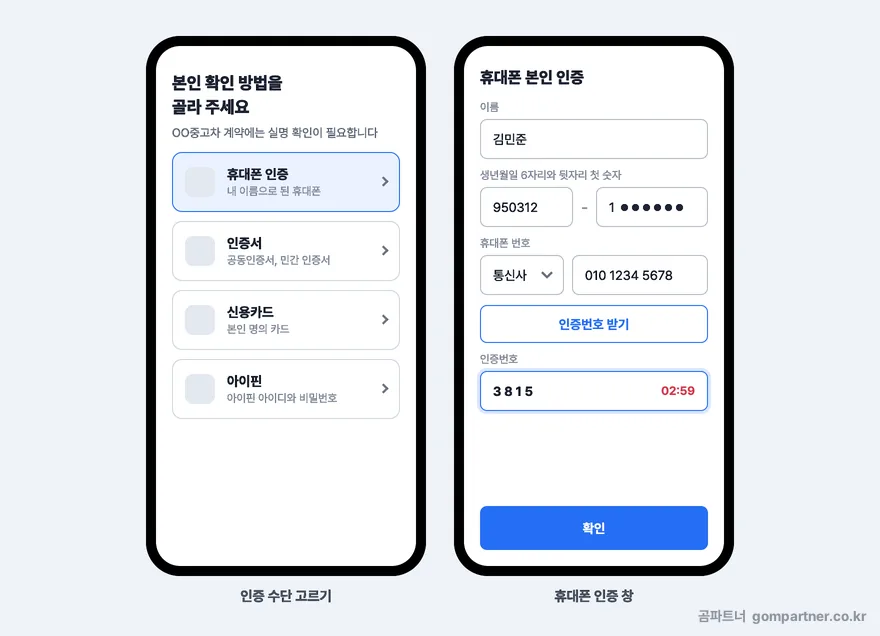 본인 확인 방법을
골라 주세요
OO중고차 계약에는 실명 확인이 필요합니다
휴대폰 인증
내 이름으로 된 휴대폰
인증서
공동인증서, 민간 인증서
신용카드
본인 명의 카드
아이핀
아이핀 아이디와 비밀번호
인증 수단 고르기
휴대폰 본인 인증
이름
김민준
생년월일 6자리와 뒷자리 첫 숫자
950312 - 1 ●●●●●●
휴대폰 번호
통신사 010 1234 5678
인증번호 받기
인증번호
3815 02:59
확인
휴대폰 인증 창
곰파트너 gompartner.co.kr